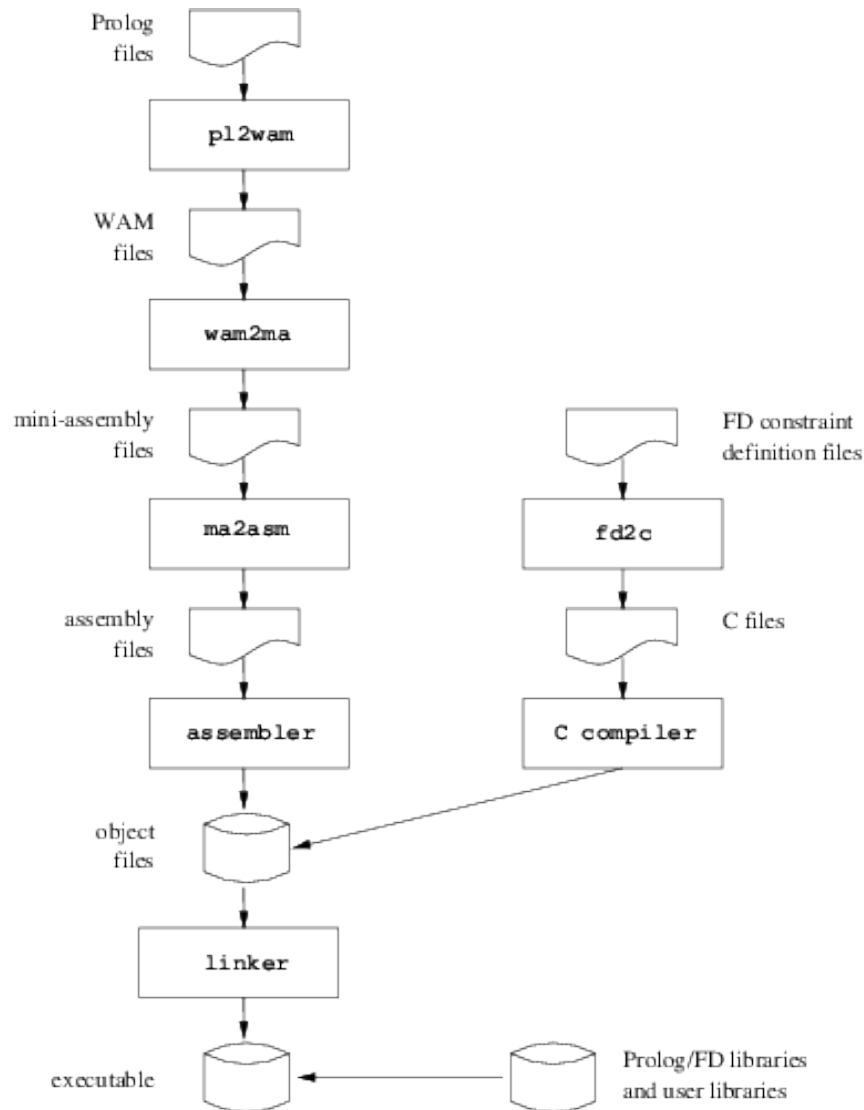 Prolog
files
pl2wam
WAM
files
wam2ma
mini-assembly
files
FD constraint
definition files
ma2asm
fd2c
assembly
files
C files
assembler
C compiler
object
files
linker
executable
Prolog/FD libraries
and user libraries